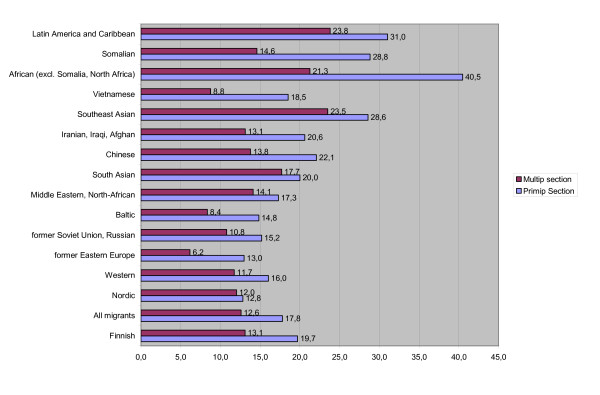 Latin America and Caribbean 23,8 31,0
Somalian 14,6 28,8
African (excl. Somalia, North Africa) 21,3 40,5
Vietnamese 8,8 18,5
Southeast Asian 23,5 28,6
Iranian, Iraqi, Afghan 13,1 20,6
Chinese 13,8 22,1
South Asian 17,7 20,0
Middle Eastern, North-African 14,1 17,3
Baltic 8,4 14,8
former Soviet Union, Russian 10,8 15,2
former Eastern Europe 6,2 13,0
Western 11,7 16,0
Nordic 12,0 12,8
All migrants 12,6 17,8
Finnish 13,1 19,7
0,0 5,0 10,0 15,0 20,0 25,0 30,0 35,0 40,0 45,0
Multip section
Primip Section